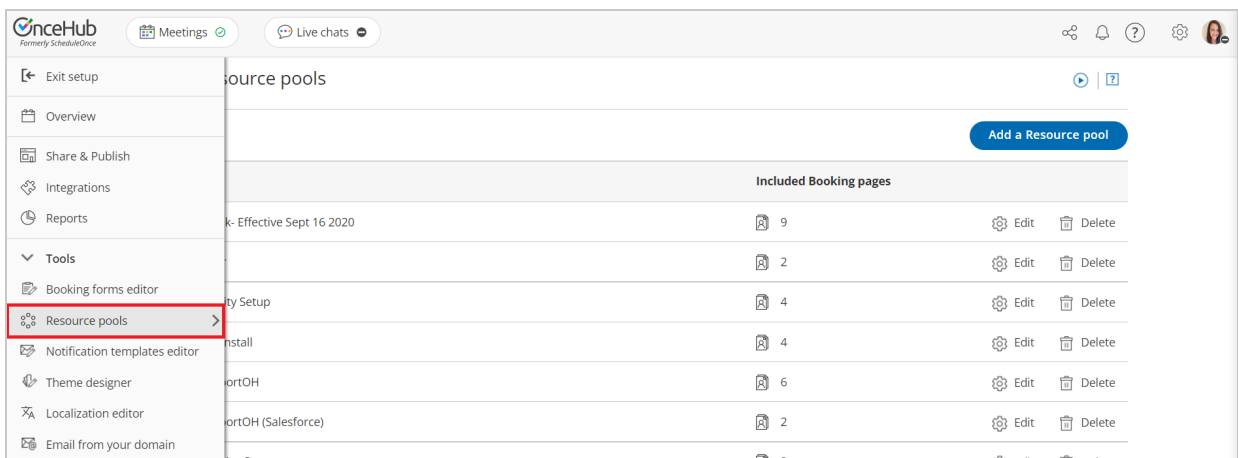 OnceHub
Formerly ScheduleOnce
Meetings
Live chats
?
Exit setup
source pools
?
Overview
Add a Resource pool
Share & Publish
Integrations
Included Booking pages
Reports
k- Effective Sept 16 2020 9 Edit Delete
Tools
2 Edit Delete
Booking forms editor
ity Setup 4 Edit Delete
Resource pools
nstall 4 Edit Delete
Notification templates editor
Theme designer
ortOH 6 Edit Delete
Localization editor
ortOH (Salesforce) 2 Edit Delete
Email from your domain